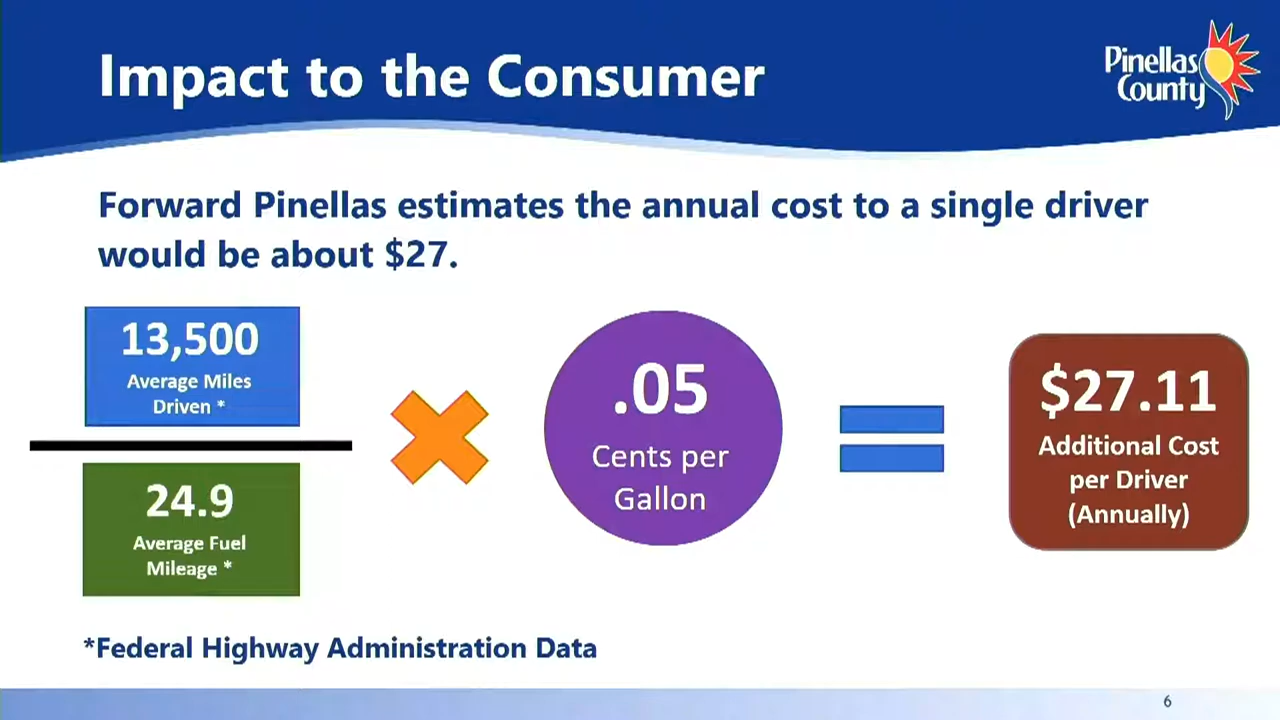 Impact to the Consumer
Pinellas
County
Forward Pinellas estimates the annual cost to a single driver
would be about $27.
13,500
Average Miles
Driven *
24.9
Average Fuel
Mileage *
.05
Cents per
Gallon
$27.11
Additional Cost
per Driver
(Annually)
*Federal Highway Administration Data
6